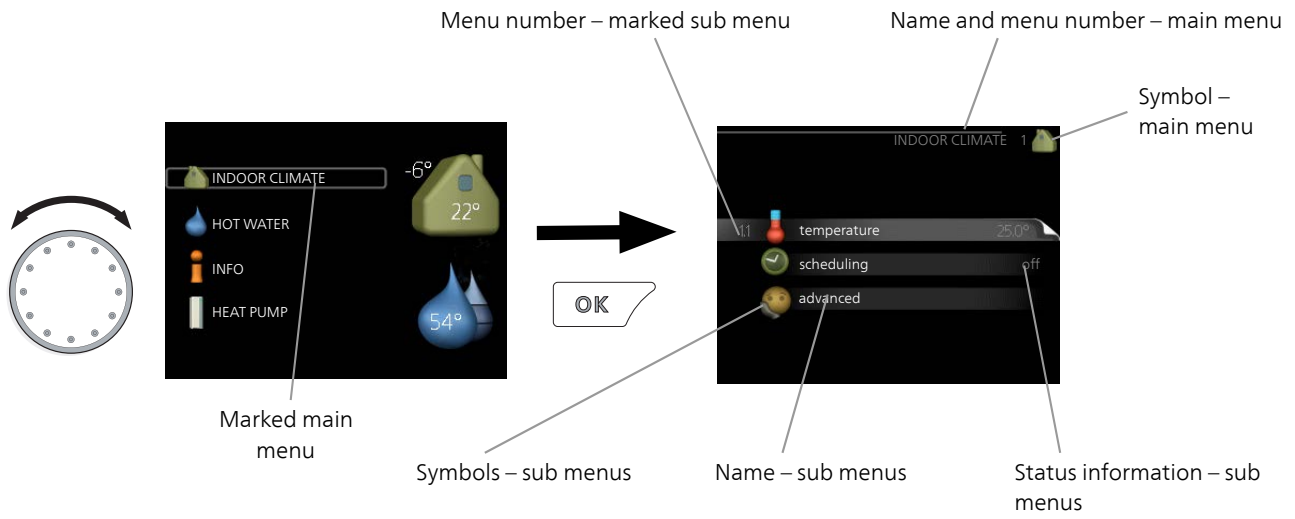 Menu number – marked sub menu
Name and menu number – main menu
Symbol –
main menu
INDOOR CLIMATE
-6°
22°
HOT WATER
INFO
HEAT PUMP
54°
OK
INDOOR CLIMATE 1
1.1 temperature 25.0°
scheduling off
advanced
Marked main
menu
Symbols – sub menus
Name – sub menus
Status information – sub
menus